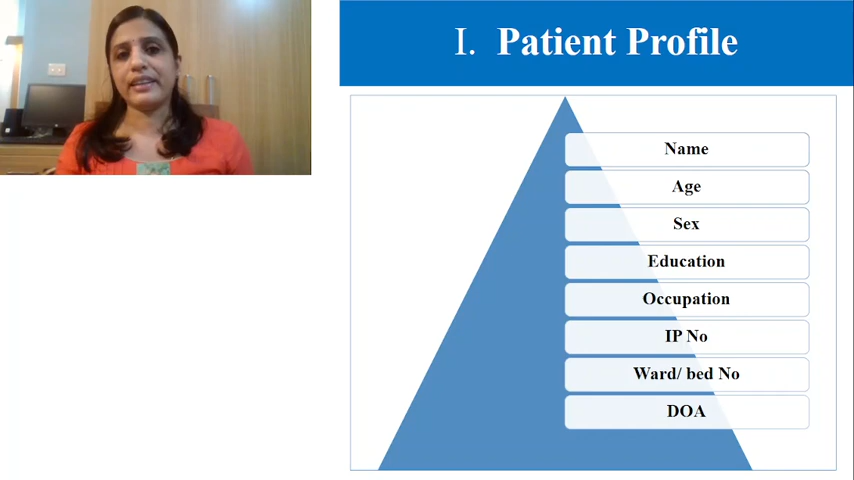 I. Patient Profile
Name
Age
Sex
Education
Occupation
IP No
Ward/ bed No
DOA